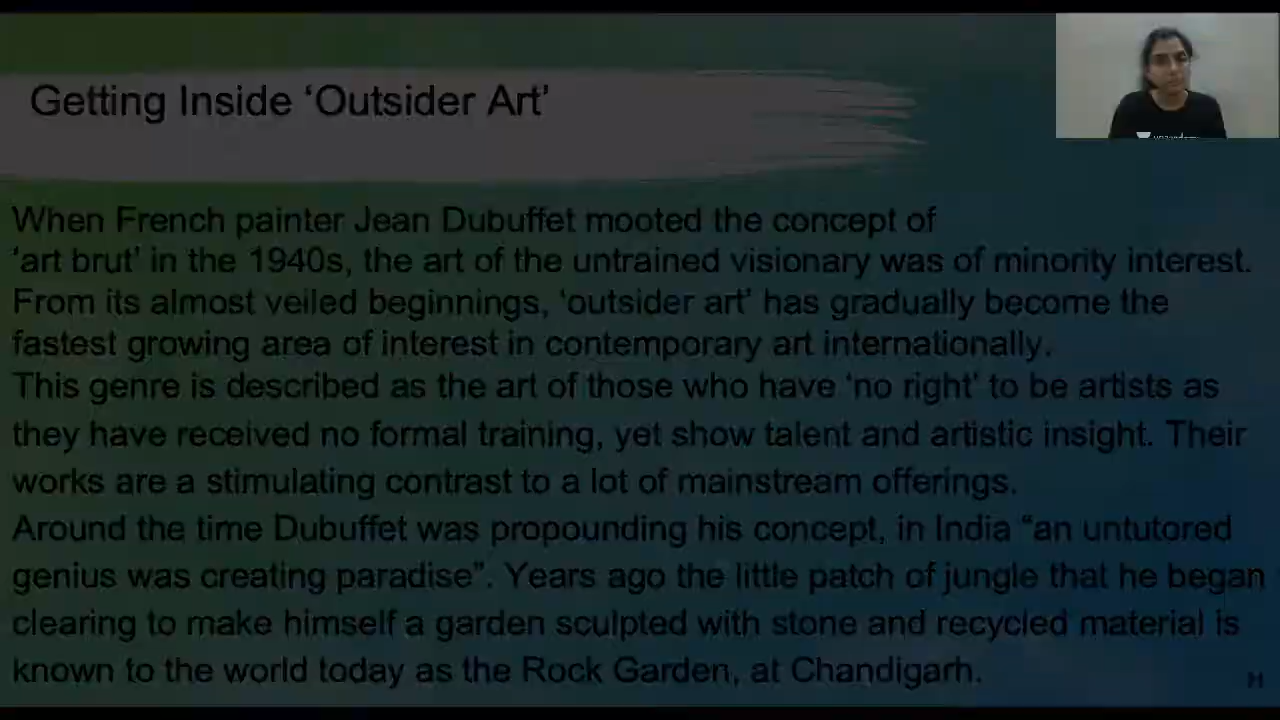 Getting Inside ‘Outsider Art’
When French painter Jean Dubuffet mooted the concept of
‘art brut’ in the 1940s, the art of the untrained visionary was of minority interest.
From its almost veiled beginnings, ‘outsider art’ has gradually become the
fastest growing area of interest in contemporary art internationally.
This genre is described as the art of those who have ‘no right’ to be artists as
they have received no formal training, yet show talent and artistic insight. Their
works are a stimulating contrast to a lot of mainstream offerings.
Around the time Dubuffet was propounding his concept, in India “an untutored
genius was creating paradise”. Years ago the little patch of jungle that he began
clearing to make himself a garden sculpted with stone and recycled material is
known to the world today as the Rock Garden, at Chandigarh.